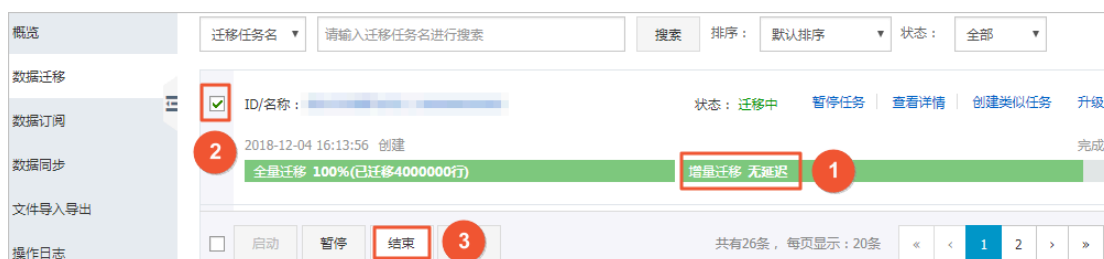 概览
数据迁移
数据订阅
数据同步
文件导入导出
操作日志
迁移任务名 ▼ 请输入迁移任务名进行搜索 搜索 排序： 默认排序 ▼ 状态： 全部 ▼
ID/名称： 状态：迁移中 暂停任务 查看详情 创建类似任务 升级
2 2018-12-04 16:13:56 创建 完成
全量迁移 100%(已迁移4000000行) 增量迁移 无延迟 1
启动 暂停 结束 3 共有26条，每页显示：20条 « ‹ 1 2 › »